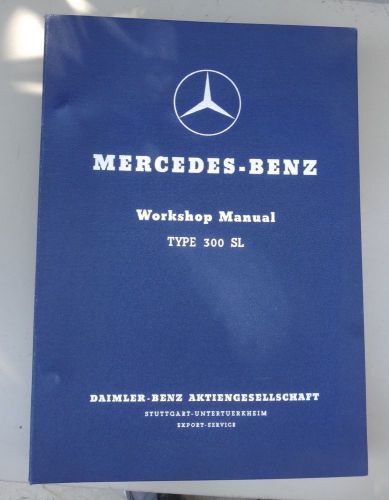 MERCEDES-BENZ
Workshop Manual
TYPE 300 SL
DAIMLER-BENZ AKTIENGESELLSCHAFT
STUTTGART-UNTERTUERKHEIM
EXPORT-SERVICE